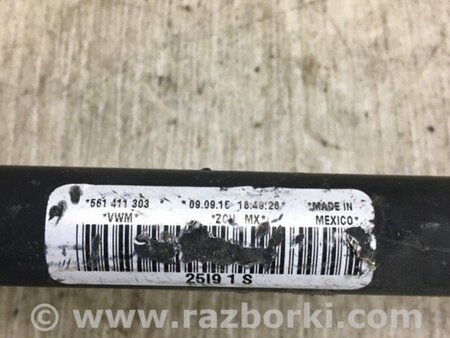 *561 411 303 * 09.09.15 18:49:26* *MADE IN
*VWM* *ZCU MX* MEXICO*
2519 1 S
www.razborki.com